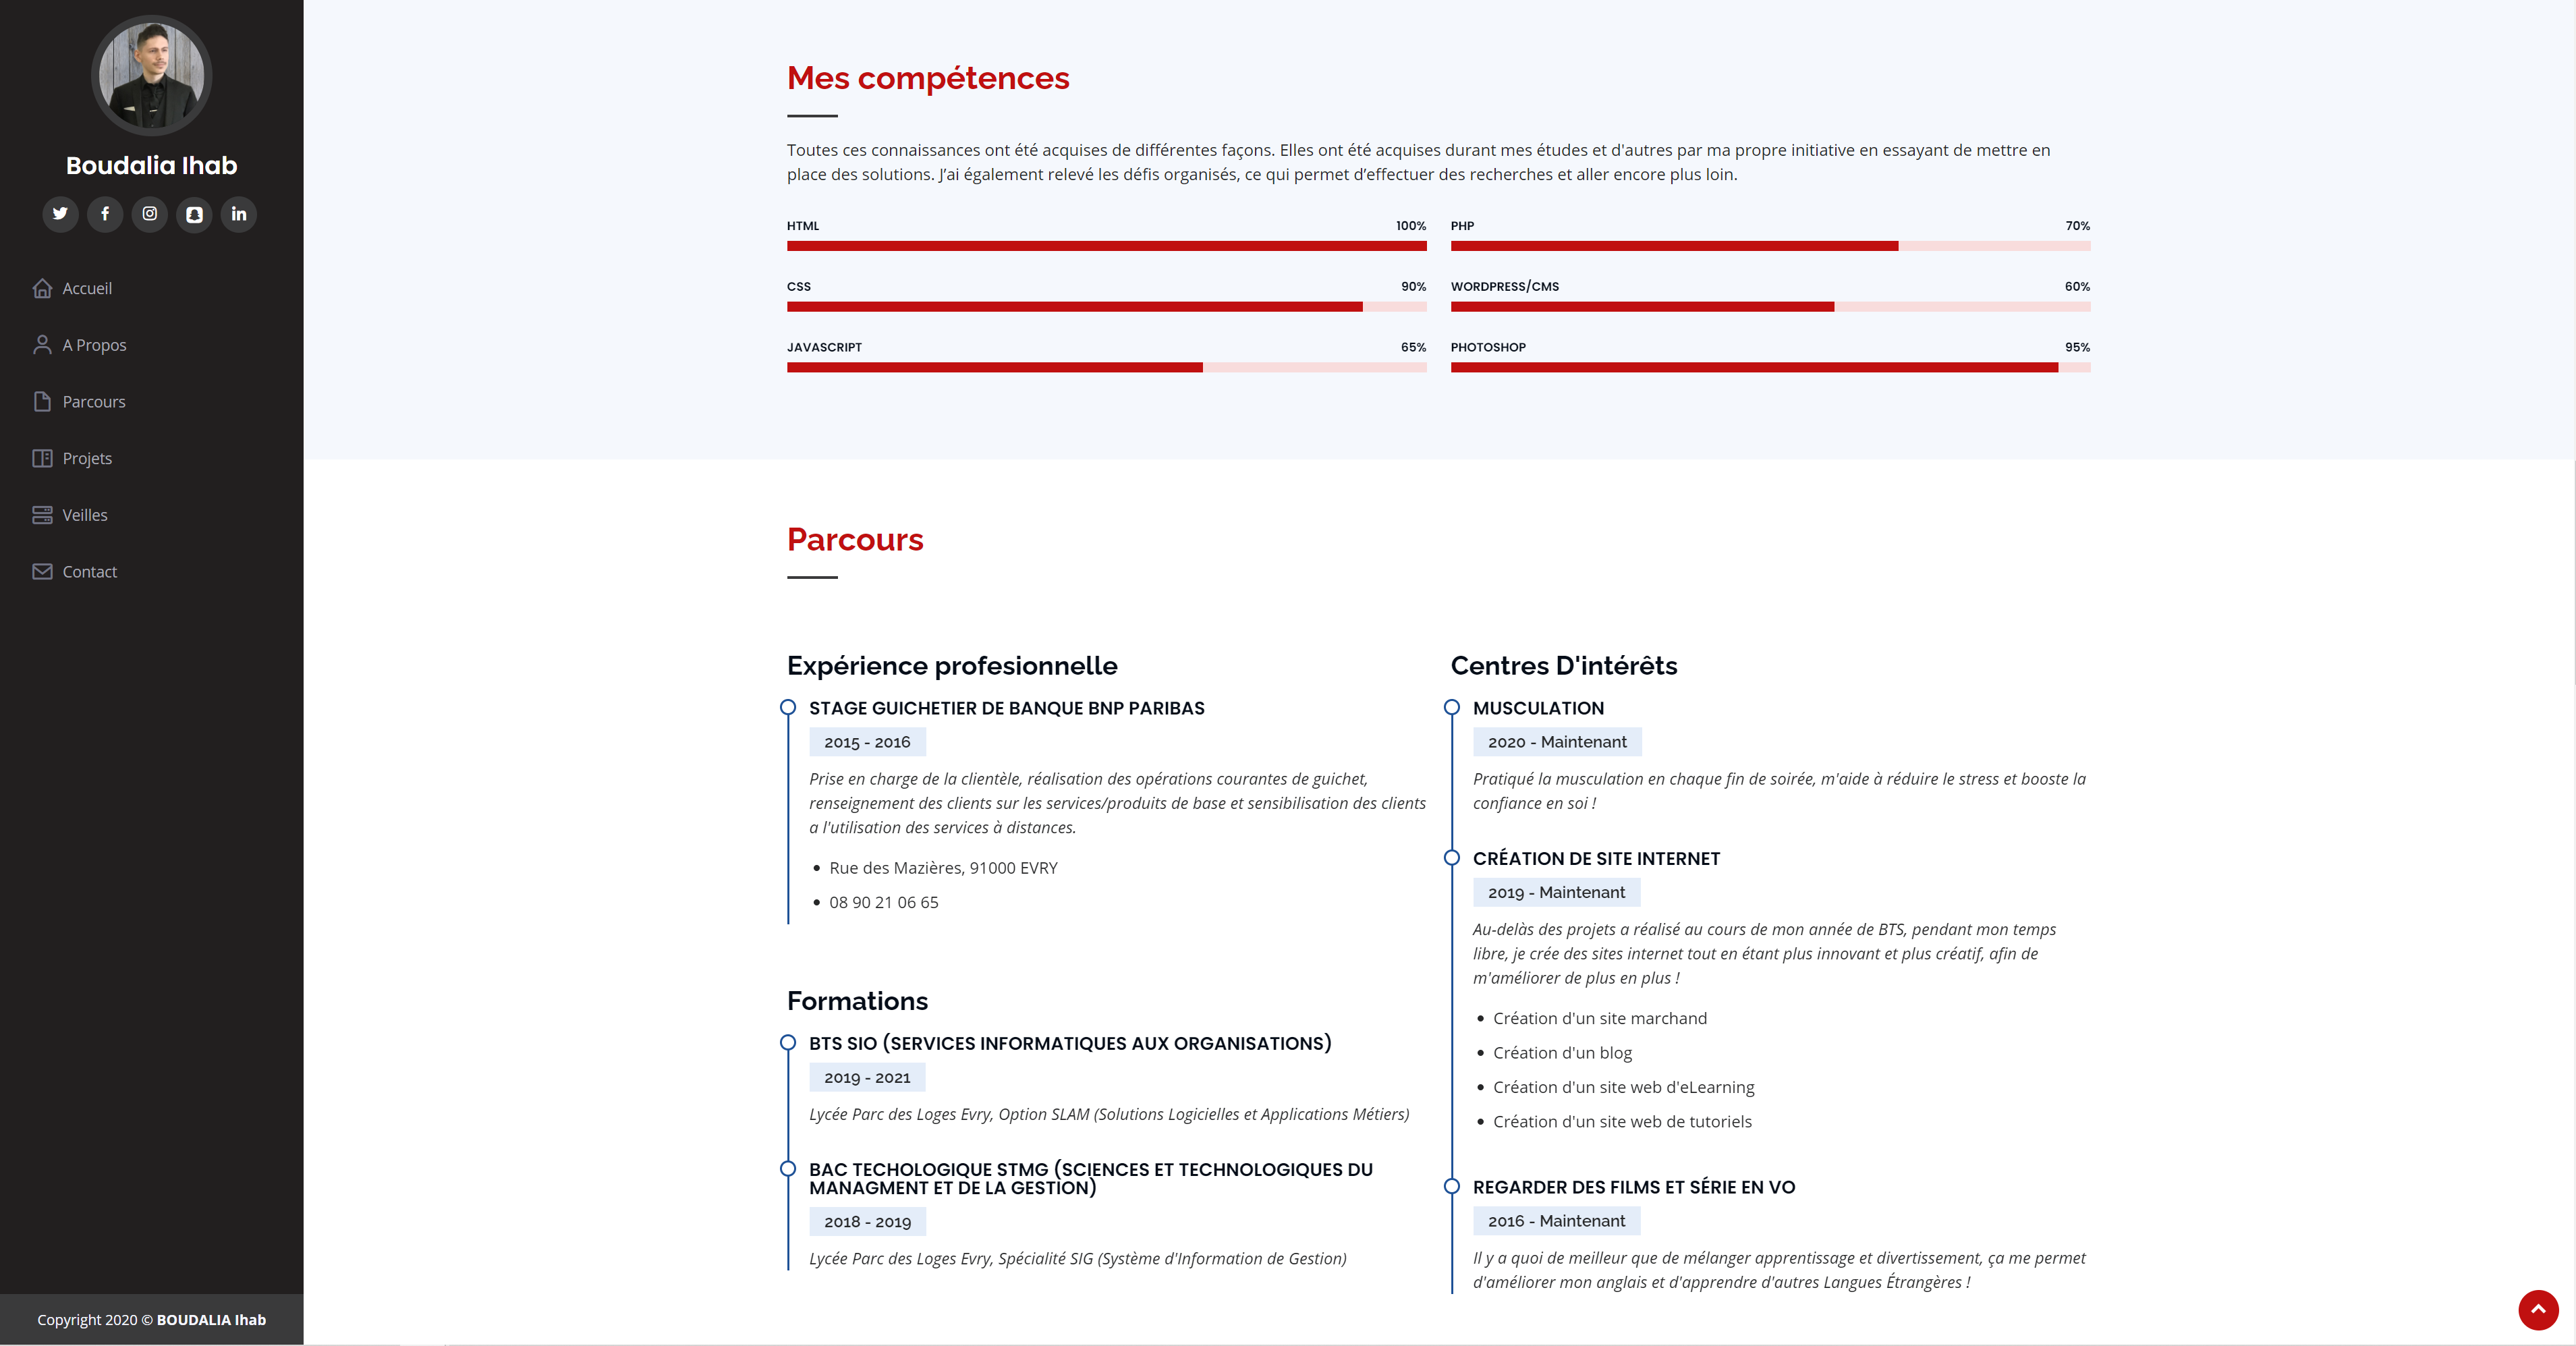 Boudalia Ihab
Accueil
A Propos
Parcours
Projets
Veilles
Contact
Copyright 2020 © BOUDALIA Ihab
Mes compétences
Toutes ces connaissances ont été acquises de différentes façons. Elles ont été acquises durant mes études et d'autres par ma propre initiative en essayant de mettre en
place des solutions. J’ai également relevé les défis organisés, ce qui permet d’effectuer des recherches et aller encore plus loin.
HTML 100%
CSS 90%
JAVASCRIPT 65%
PHP 70%
WORDPRESS/CMS 60%
PHOTOSHOP 95%
Parcours
Expérience profesionnelle
STAGE GUICHETIER DE BANQUE BNP PARIBAS
2015 - 2016
Prise en charge de la clientèle, réalisation des opérations courantes de guichet,
renseignement des clients sur les services/produits de base et sensibilisation des clients
a l'utilisation des services à distances.
Rue des Mazières, 91000 EVRY
08 90 21 06 65
Formations
BTS SIO (SERVICES INFORMATIQUES AUX ORGANISATIONS)
2019 - 2021
Lycée Parc des Loges Evry, Option SLAM (Solutions Logicielles et Applications Métiers)
BAC TECHOLOGIQUE STMG (SCIENCES ET TECHNOLOGIQUES DU
MANAGMENT ET DE LA GESTION)
2018 - 2019
Lycée Parc des Loges Evry, Spécialité SIG (Système d'Information de Gestion)
Centres D'intérêts
MUSCULATION
2020 - Maintenant
Pratiqué la musculation en chaque fin de soirée, m'aide à réduire le stress et booste la
confiance en soi !
CRÉATION DE SITE INTERNET
2019 - Maintenant
Au-delàs des projets a réalisé au cours de mon année de BTS, pendant mon temps
libre, je crée des sites internet tout en étant plus innovant et plus créatif, afin de
m'améliorer de plus en plus !
Création d'un site marchand
Création d'un blog
Création d'un site web d'eLearning
Création d'un site web de tutoriels
REGARDER DES FILMS ET SÉRIE EN VO
2016 - Maintenant
Il y a quoi de meilleur que de mélanger apprentissage et divertissement, ça me permet
d'améliorer mon anglais et d'apprendre d'autres Langues Étrangères !